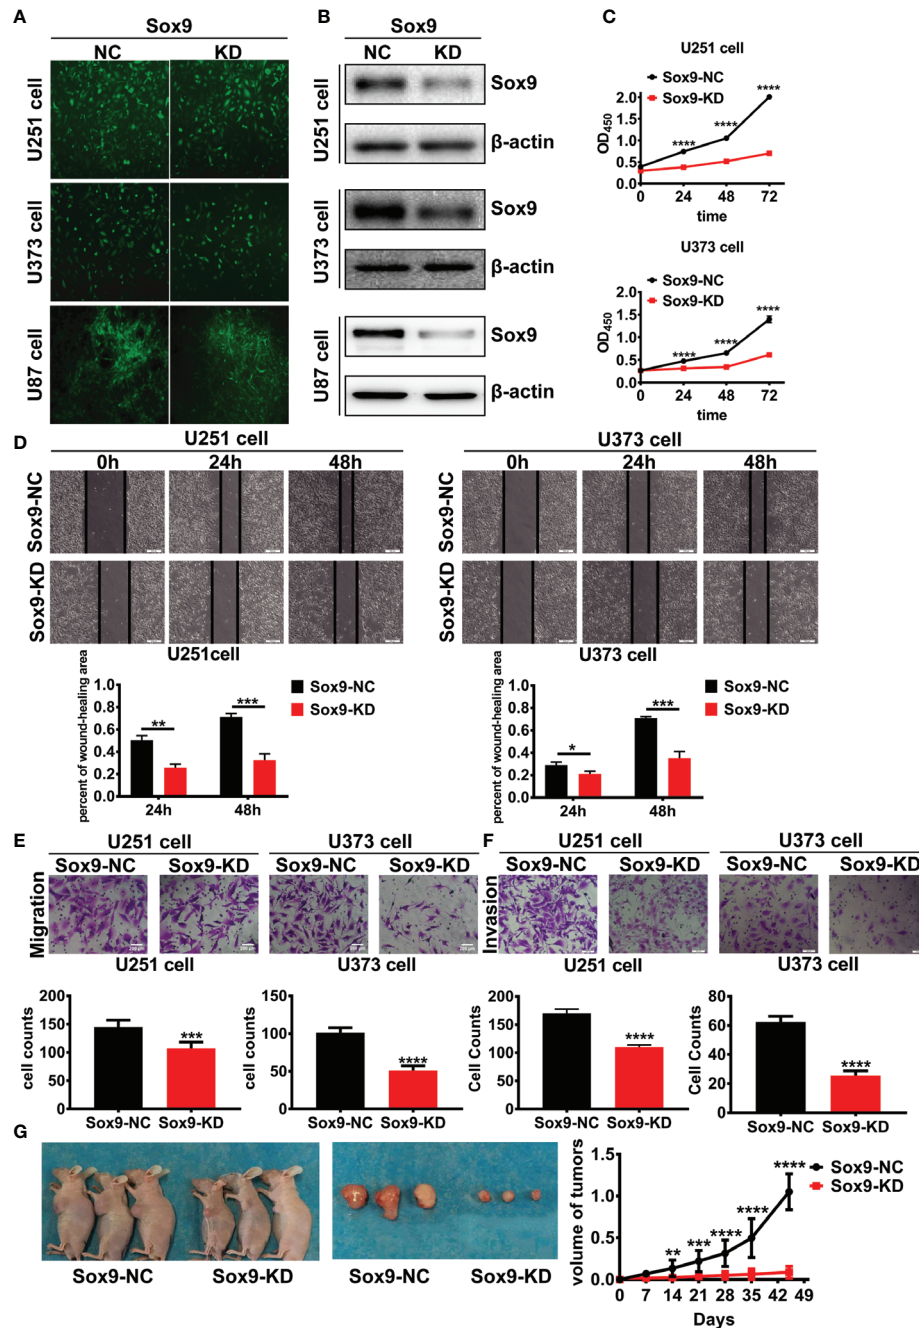 A
Sox9
NC KD
U251 cell
U373 cell
U87 cell
B
Sox9
NC KD
U251 cell
Sox9
β-actin
U373 cell
Sox9
β-actin
U87 cell
Sox9
β-actin
C
U251 cell
Sox9-NC
Sox9-KD
OD450
2.0
1.5
1.0
0.5
0.0
****
****
****
0 24 48 72
time
U373 cell
Sox9-NC
Sox9-KD
OD450
2.0
1.5
1.0
0.5
0.0
****
****
****
0 24 48 72
time
D
U251 cell
0h 24h 48h
Sox9-NC
Sox9-KD
U251cell
percent of wound-healing area
1.0
0.8
0.6
0.4
0.2
0.0
**
***
24h 48h
Sox9-NC
Sox9-KD
U373 cell
0h 24h 48h
Sox9-NC
Sox9-KD
U373 cell
percent of wound-healing area
1.0
0.8
0.6
0.4
0.2
0.0
*
***
24h 48h
Sox9-NC
Sox9-KD
E
U251 cell U373 cell
Sox9-NC Sox9-KD Sox9-NC Sox9-KD
Migration
U251 cell
cell counts
200
150
100
50
0
***
Sox9-NC Sox9-KD
U373 cell
cell counts
150
100
50
0
****
Sox9-NC Sox9-KD
F
U251 cell U373 cell
Sox9-NC Sox9-KD Sox9-NC Sox9-KD
Invasion
U251 cell
Cell Counts
200
150
100
50
0
****
Sox9-NC Sox9-KD
U373 cell
Cell Counts
80
60
40
20
0
****
Sox9-NC Sox9-KD
G
Sox9-NC Sox9-KD
Sox9-NC Sox9-KD
volume of tumors
1.5
1.0
0.5
0.0
**
***
****
****
****
Sox9-NC
Sox9-KD
0 7 14 21 28 35 42 49
Days